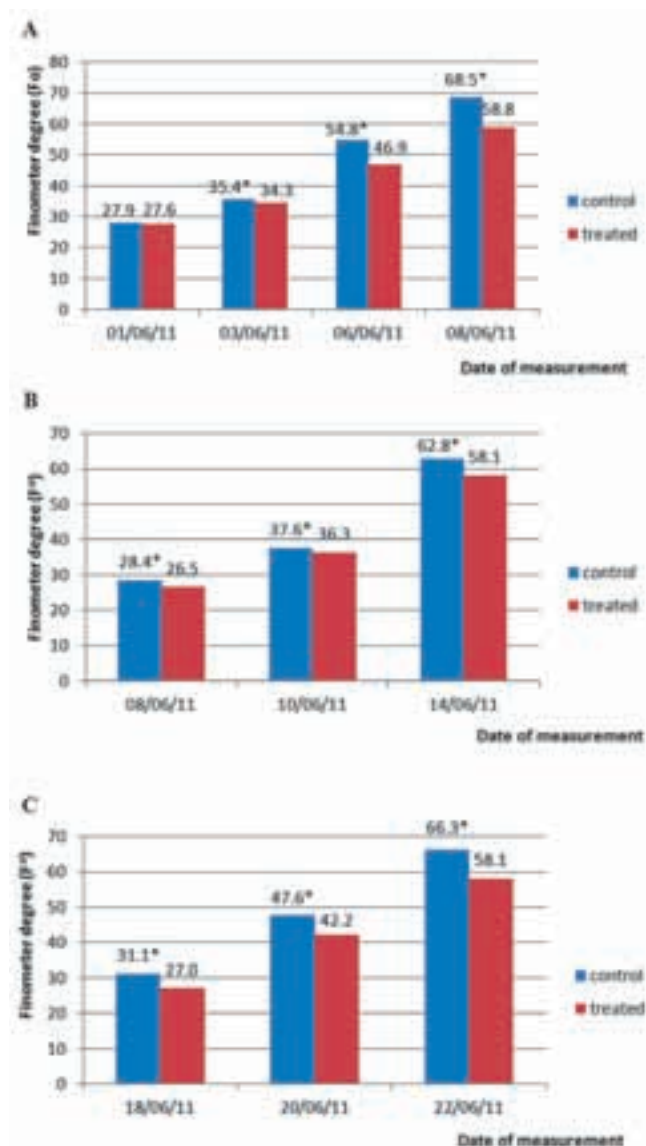 A
Finometer degree (Fo)
80
70
60
50
40
30
20
10
0
27.9 27.6
35.4* 34.3
54.8* 46.9
68.5* 58.8
01/06/11 03/06/11 06/06/11 08/06/11
control
treated
Date of measurement
B
Finometer degree (Fº)
70
60
50
40
30
20
10
0
28.4* 26.5
37.6* 36.3
62.8* 58.1
08/06/11 10/06/11 14/06/11
control
treated
Date of measurement
C
Finometer degree (Fº)
70
60
50
40
30
20
10
0
31.1* 27.0
47.6* 42.2
66.3* 58.1
18/06/11 20/06/11 22/06/11
control
treated
Date of measurement